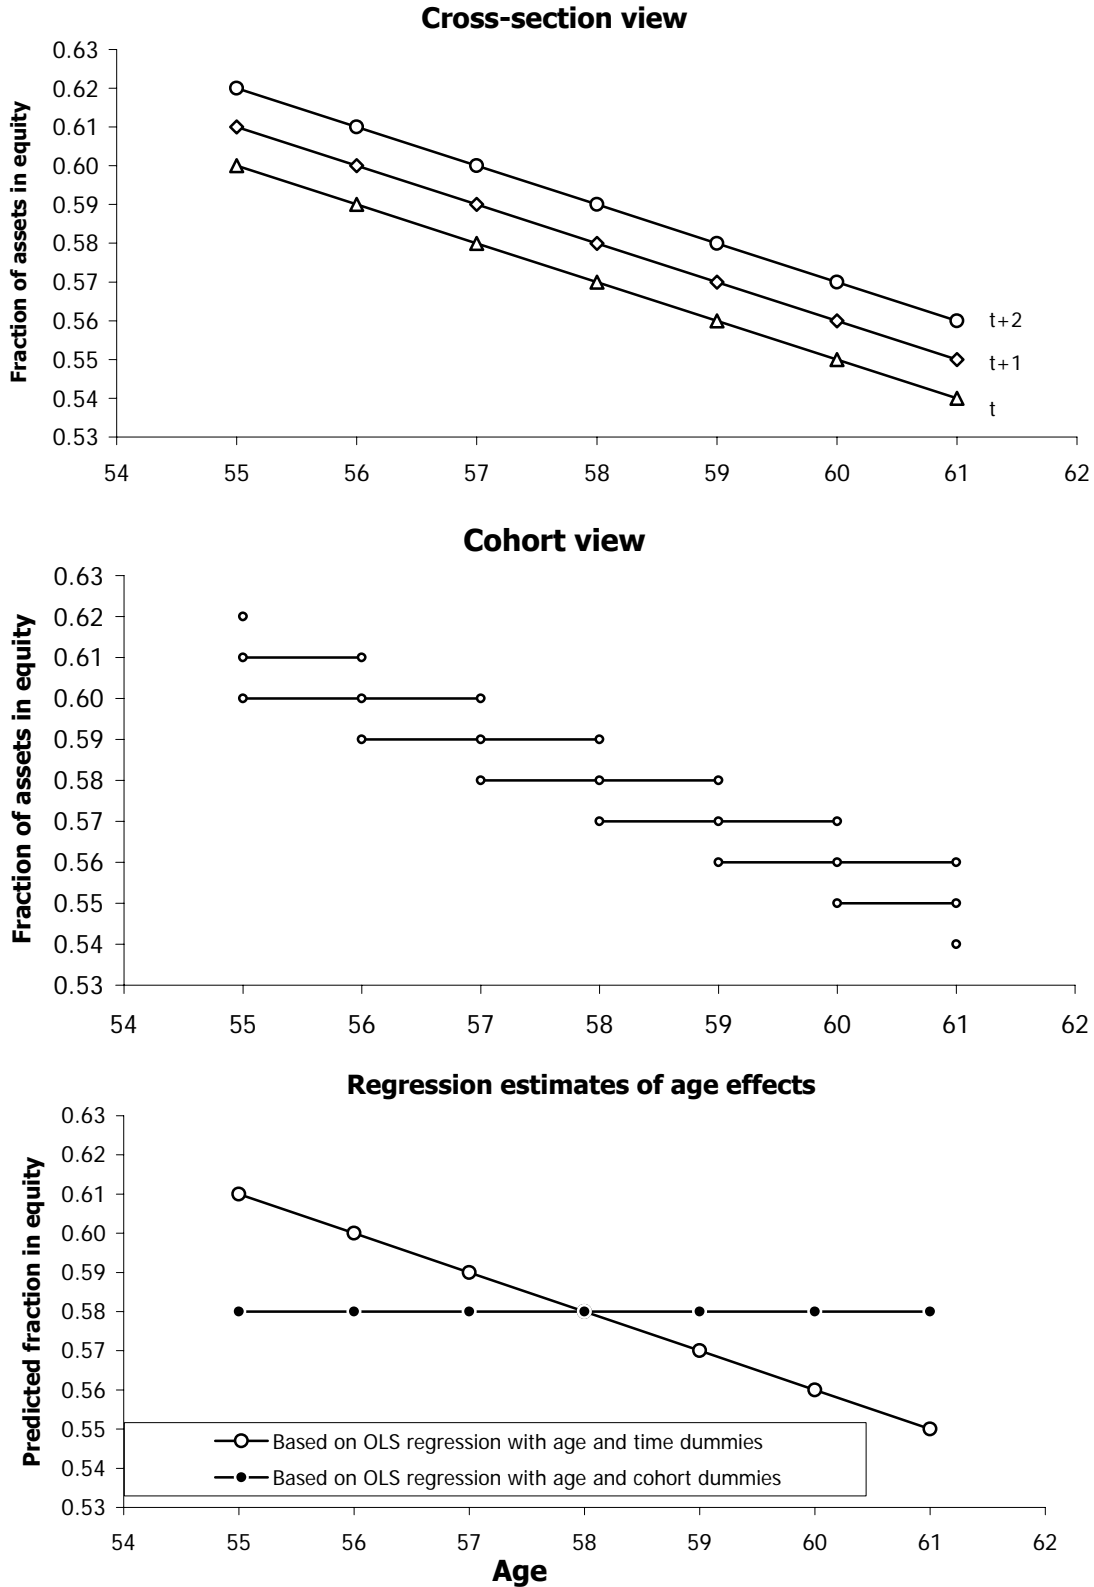 Cross-section view
Fraction of assets in equity
0.63
0.62
0.61
0.60
0.59
0.58
0.57
0.56
0.55
0.54
0.53
t+2
t+1
t
54 55 56 57 58 59 60 61 62
Cohort view
Fraction of assets in equity
0.63
0.62
0.61
0.60
0.59
0.58
0.57
0.56
0.55
0.54
0.53
54 55 56 57 58 59 60 61 62
Regression estimates of age effects
Predicted fraction in equity
0.63
0.62
0.61
0.60
0.59
0.58
0.57
0.56
0.55
0.54
0.53
Based on OLS regression with age and time dummies
Based on OLS regression with age and cohort dummies
54 55 56 57 58 59 60 61 62
Age